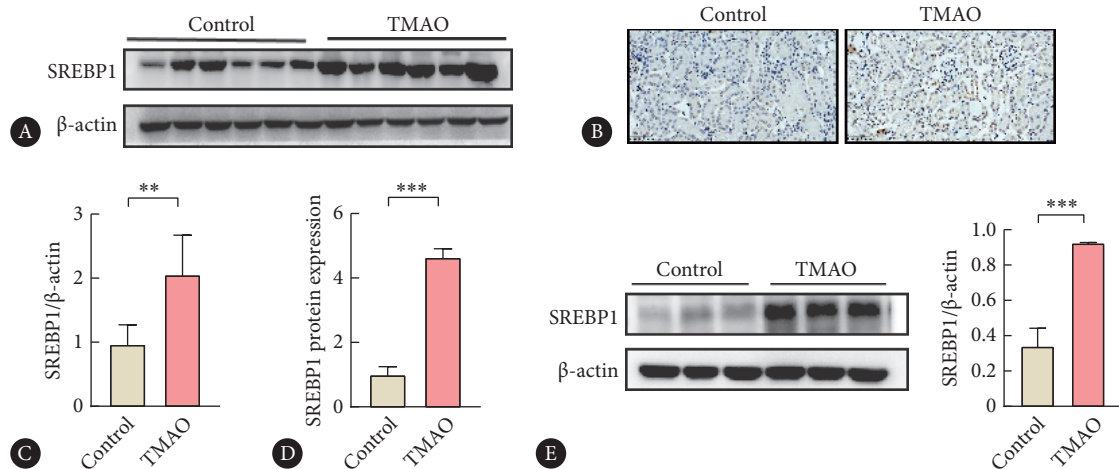 Control TMAO
SREBP1
β-actin
A
Control TMAO
B
**
SREBP1/β-actin
3
2
1
0
Control
TMAO
C
***
SREBP1 protein expression
6
4
2
0
Control
TMAO
D
Control TMAO
SREBP1
β-actin
***
SREBP1/β-actin
1.0
0.8
0.6
0.4
0.2
0
Control
TMAO
E